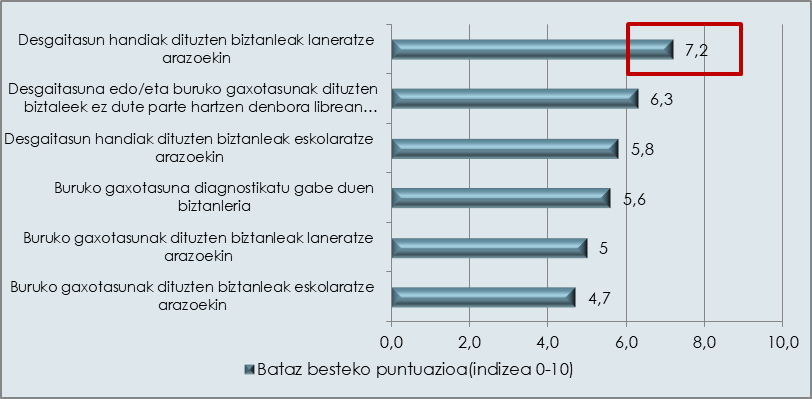 Desgaitasun handiak dituzten biztanleak laneratze
arazoekin
7,2
Desgaitasuna edo/eta buruko gaxotasunak dituzten
biztaleek ez dute parte hartzen denbora librean…
6,3
Desgaitasun handiak dituzten biztanleak eskolaratze
arazoekin
5,8
Buruko gaxotasuna diagnostikatu gabe duen
biztanleria
5,6
Buruko gaxotasunak dituzten biztanleak laneratze
arazoekin
5
Buruko gaxotasunak dituzten biztanleak eskolaratze
arazoekin
4,7
0,0 2,0 4,0 6,0 8,0 10,0
Bataz besteko puntuazioa(indizea 0-10)